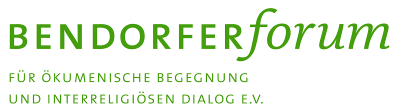 BENDORFERforum
FÜR ÖKUMENISCHE BEGEGNUNG
UND INTERRELIGIÖSEN DIALOG E.V.